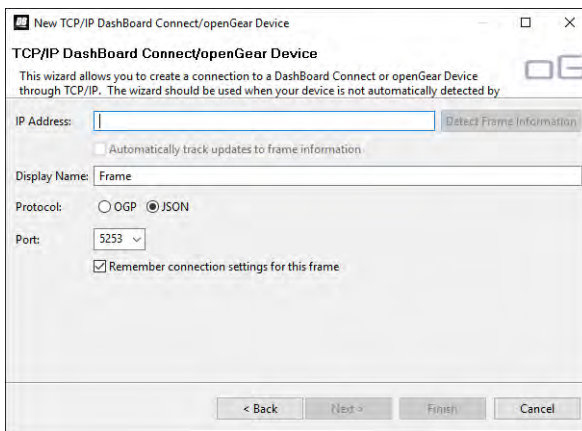 New TCP/IP DashBoard Connect/openGear Device
TCP/IP DashBoard Connect/openGear Device
This wizard allows you to create a connection to a DashBoard Connect or openGear Device
through TCP/IP. The wizard should be used when your device is not automatically detected by
IP Address: Detect Frame Information
Automatically track updates to frame information
Display Name: Frame
Protocol: OGP JSON
Port: 5253
Remember connection settings for this frame
< Back Next > Finish Cancel